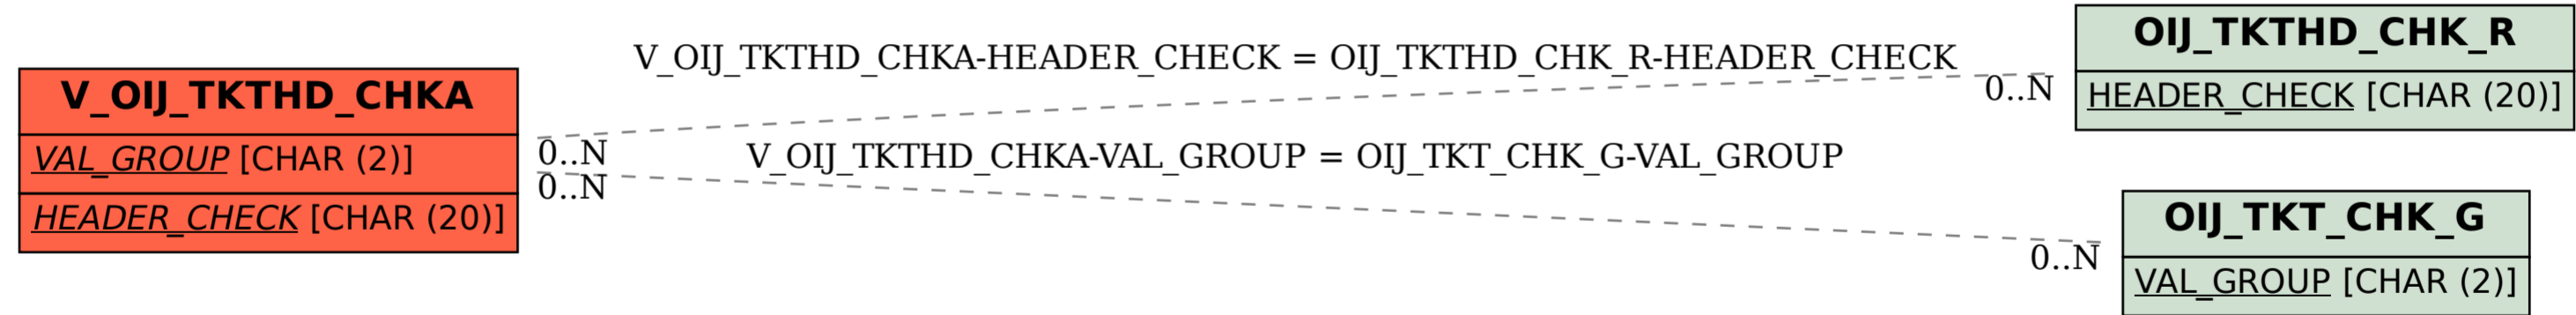 V_OIJ_TKTHD_CHKA
VAL_GROUP [CHAR (2)]
HEADER_CHECK [CHAR (20)]
V_OIJ_TKTHD_CHKA-HEADER_CHECK = OIJ_TKTHD_CHK_R-HEADER_CHECK
0..N
0..N
V_OIJ_TKTHD_CHKA-VAL_GROUP = OIJ_TKT_CHK_G-VAL_GROUP
0..N
0..N
OIJ_TKTHD_CHK_R
HEADER_CHECK [CHAR (20)]
OIJ_TKT_CHK_G
VAL_GROUP [CHAR (2)]